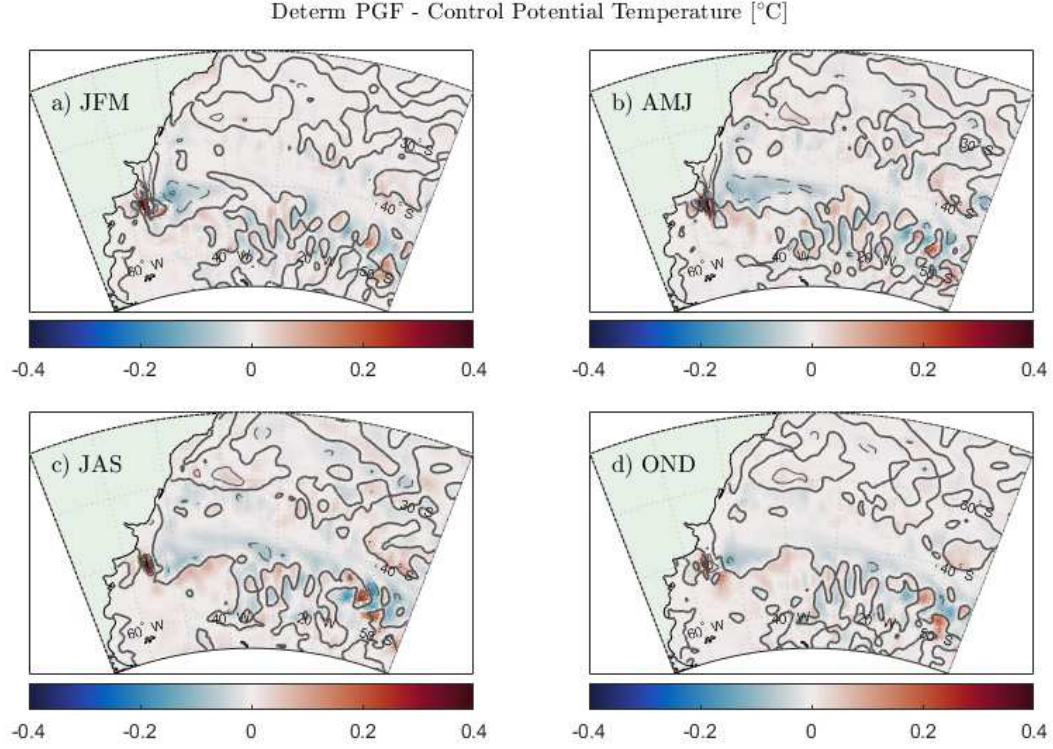 Determ PGF - Control Potential Temperature [°C]
a) JFM
30° S
40° S
60° W
40° W
20° W
50° S
-0.4 -0.2 0 0.2 0.4
b) AMJ
30° S
40° S
60° W
40° W
20° W
50° S
-0.4 -0.2 0 0.2 0.4
c) JAS
30° S
40° S
60° W
40° W
20° W
50° S
-0.4 -0.2 0 0.2 0.4
d) OND
30° S
40° S
60° W
40° W
20° W
50° S
-0.4 -0.2 0 0.2 0.4